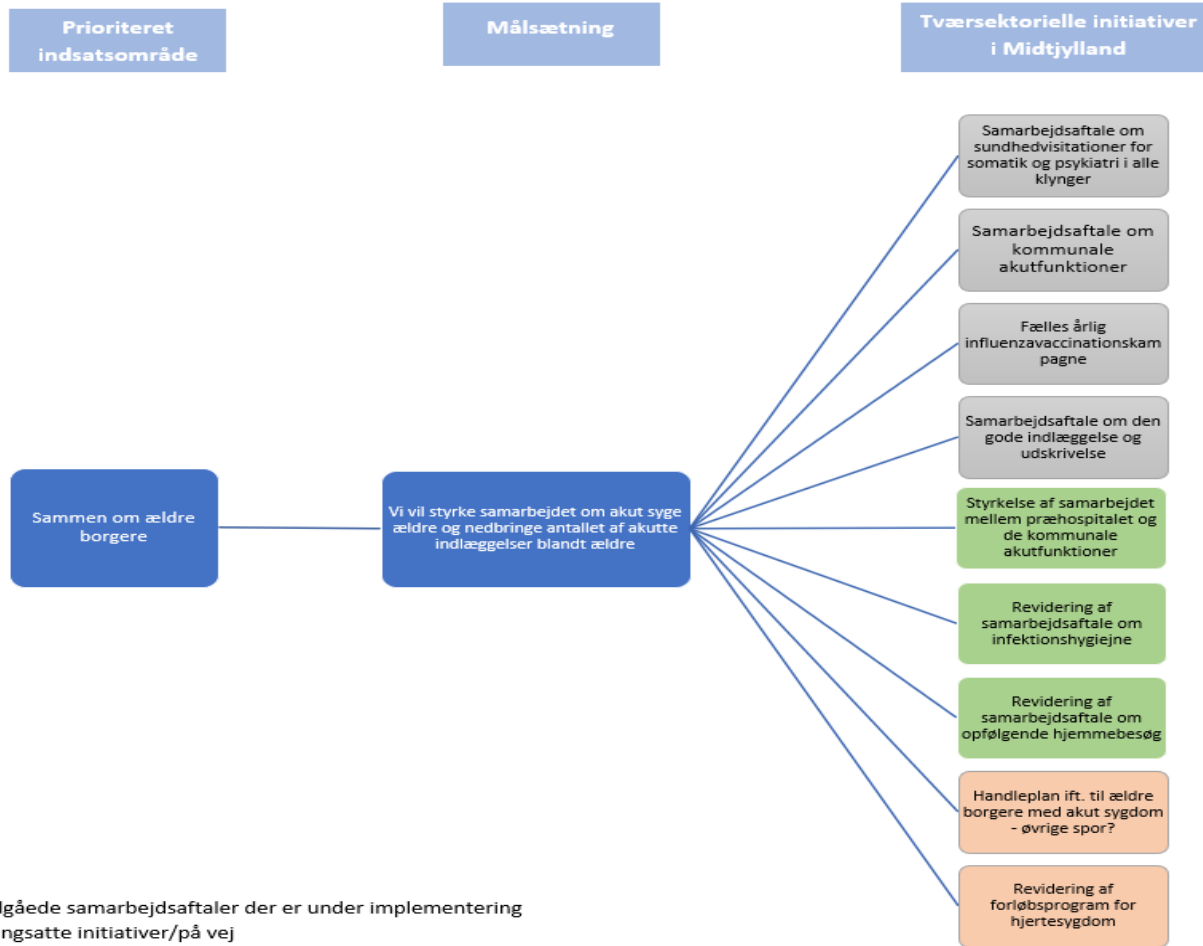 Prioriteret
indsatsområde
Målsætning
Tværsektorielle initiativer
i Midtjylland
Sammen om ældre
borgere
Vi vil styrke samarbejdet om akut syge
ældre og nedbringe antallet af akutte
indlæggelser blandt ældre
Samarbejdsaftale om
sundhedvisitationer for
somatik og psykiatri i alle
klynger
Samarbejdsaftale om
kommunale
akutfunktioner
Fælles årlig
influenzavaccinationskam
pagne
Samarbejdsaftale om den
gode indlæggelse og
udskrivelse
Styrkelse af samarbejdet
mellem præhospitalet og
de kommunale
akutfunktioner
Revidering af
samarbejdsaftale om
infektionshygiejne
Revidering af
samarbejdsaftale om
opfølgende hjemmebesøg
Handleplan ift. til ældre
borgere med akut sygdom
- øvrige spor?
Revidering af
forløbsprogram for
hjertesygdom
samarbejdsaftaler der er under implementering
initiativer/på vej